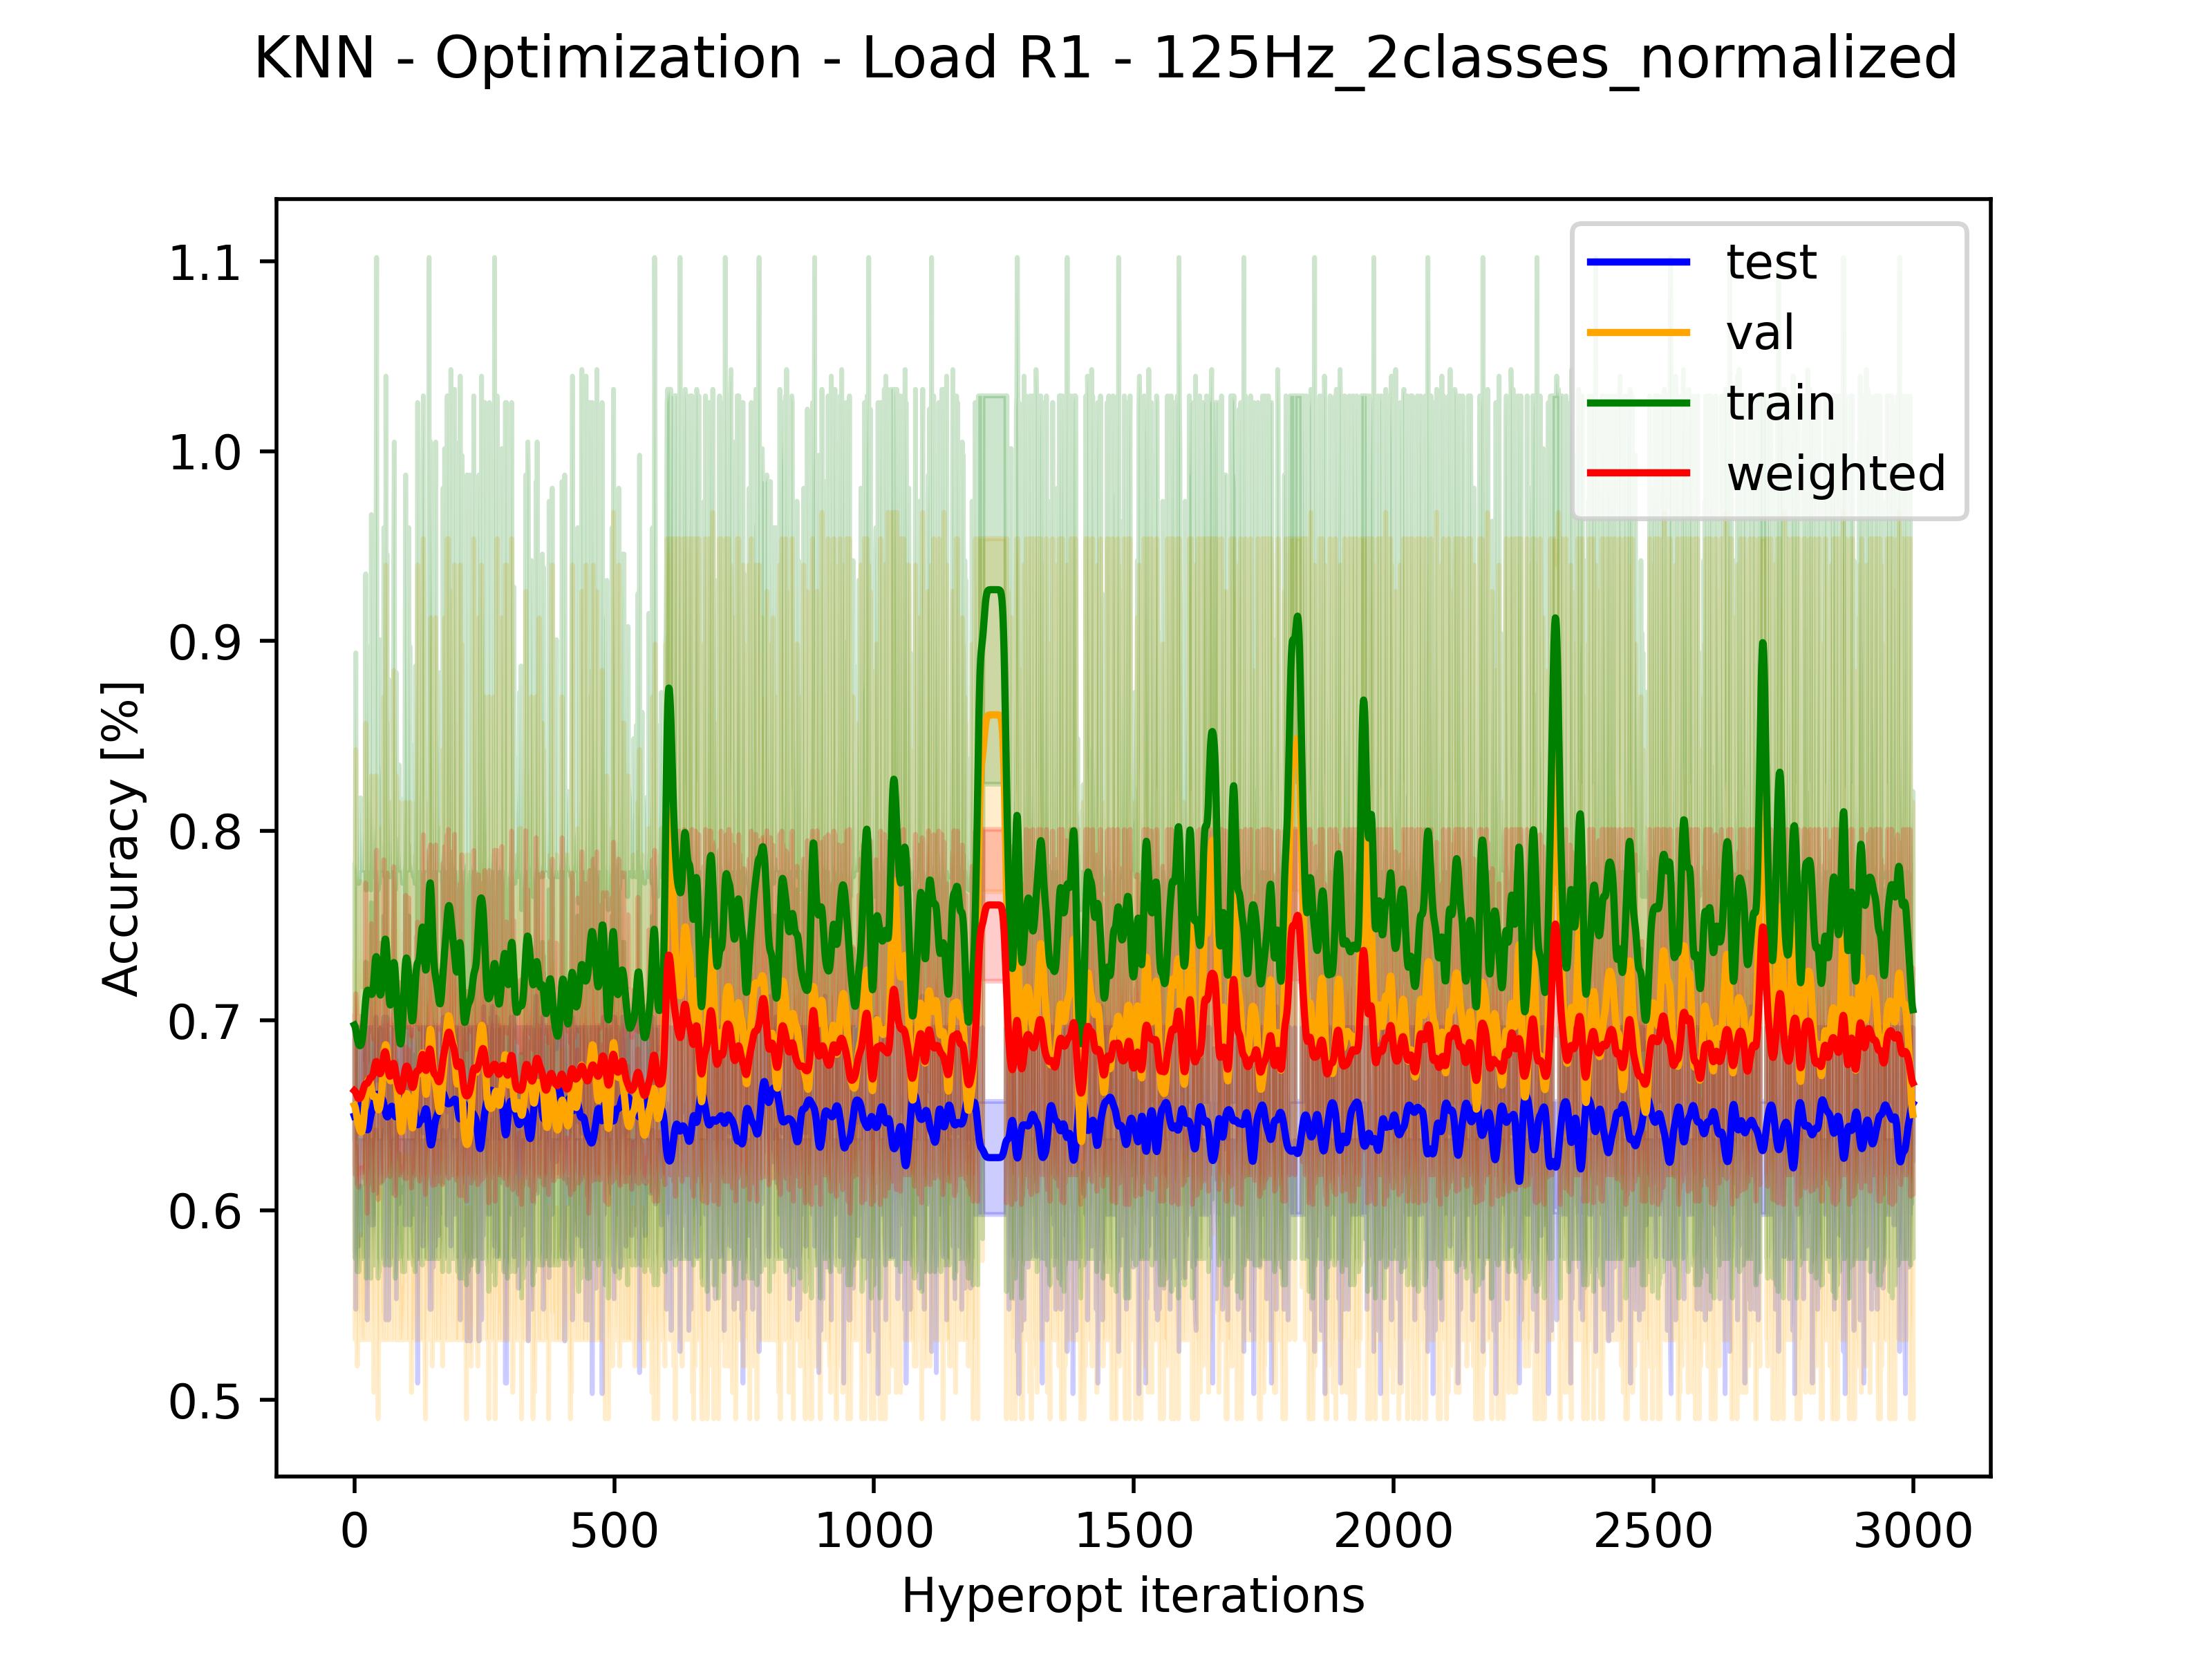 KNN - Optimization - Load R1 - 125Hz_2classes_normalized
1.1
1.0
0.9
0.8
0.7
0.6
0.5
Accuracy [%]
test
val
train
weighted
0 500 1000 1500 2000 2500 3000
Hyperopt iterations